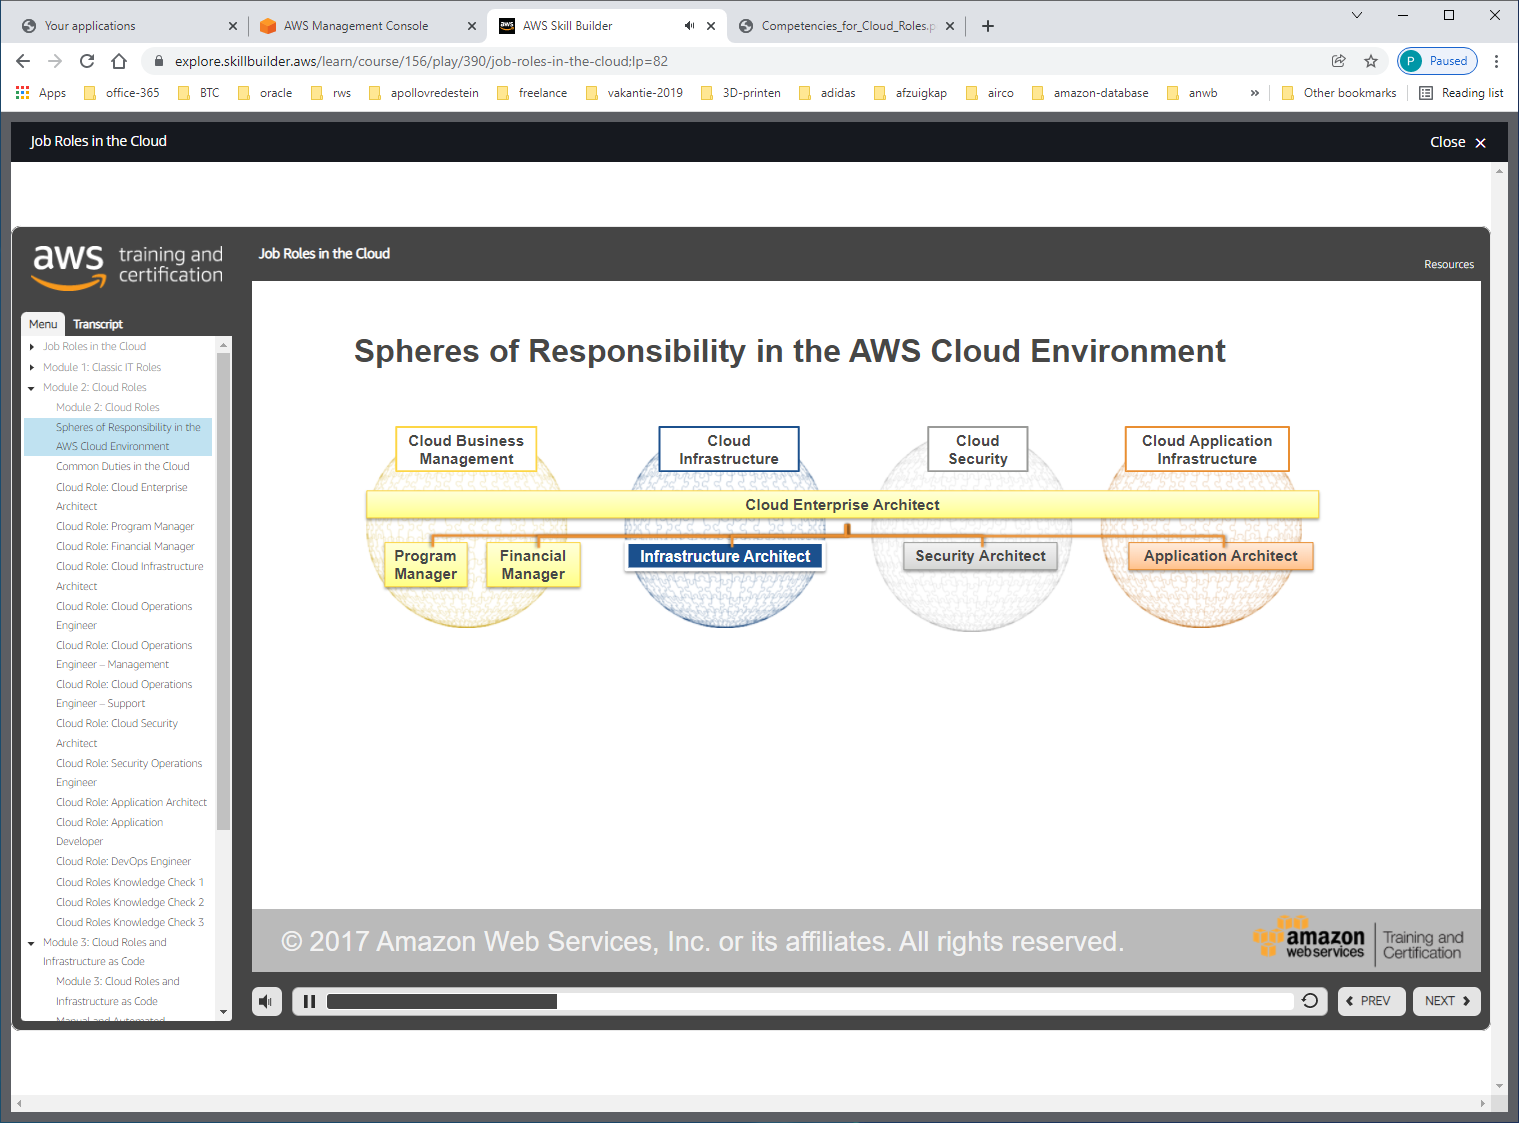 Your applications
AWS Management Console
AWS Skill Builder
Competencies_for_Cloud_Roles.p
explore.skillbuilder.aws/learn/course/156/play/390/job-roles-in-the-cloud;lp=82
P Paused
Apps
office-365
BTC
oracle
rws
apollovredestein
freelance
vakantie-2019
3D-printen
adidas
afzuigkap
airco
amazon-database
anwb
»
Other bookmarks
Reading list
Job Roles in the Cloud
Close
aws training and
certification
Job Roles in the Cloud
Resources
Menu
Transcript
Job Roles in the Cloud
Module 1: Classic IT Roles
Module 2: Cloud Roles
Module 2: Cloud Roles
Spheres of Responsibility in the
AWS Cloud Environment
Common Duties in the Cloud
Cloud Role: Cloud Enterprise
Architect
Cloud Role: Program Manager
Cloud Role: Financial Manager
Cloud Role: Cloud Infrastructure
Architect
Cloud Role: Cloud Operations
Engineer
Cloud Role: Cloud Operations
Engineer – Management
Cloud Role: Cloud Operations
Engineer – Support
Cloud Role: Cloud Security
Architect
Cloud Role: Security Operations
Engineer
Cloud Role: Application Architect
Cloud Role: Application
Developer
Cloud Role: DevOps Engineer
Cloud Roles Knowledge Check 1
Cloud Roles Knowledge Check 2
Cloud Roles Knowledge Check 3
Module 3: Cloud Roles and
Infrastructure as Code
Module 3: Cloud Roles and
Infrastructure as Code
Manual and Automated
Spheres of Responsibility in the AWS Cloud Environment
Cloud Business
Management
Cloud
Infrastructure
Cloud
Security
Cloud Application
Infrastructure
Cloud Enterprise Architect
Program
Manager
Financial
Manager
Infrastructure Architect
Security Architect
Application Architect
© 2017 Amazon Web Services, Inc. or its affiliates. All rights reserved.
amazon
webservices
Training and
Certification
PREV
NEXT